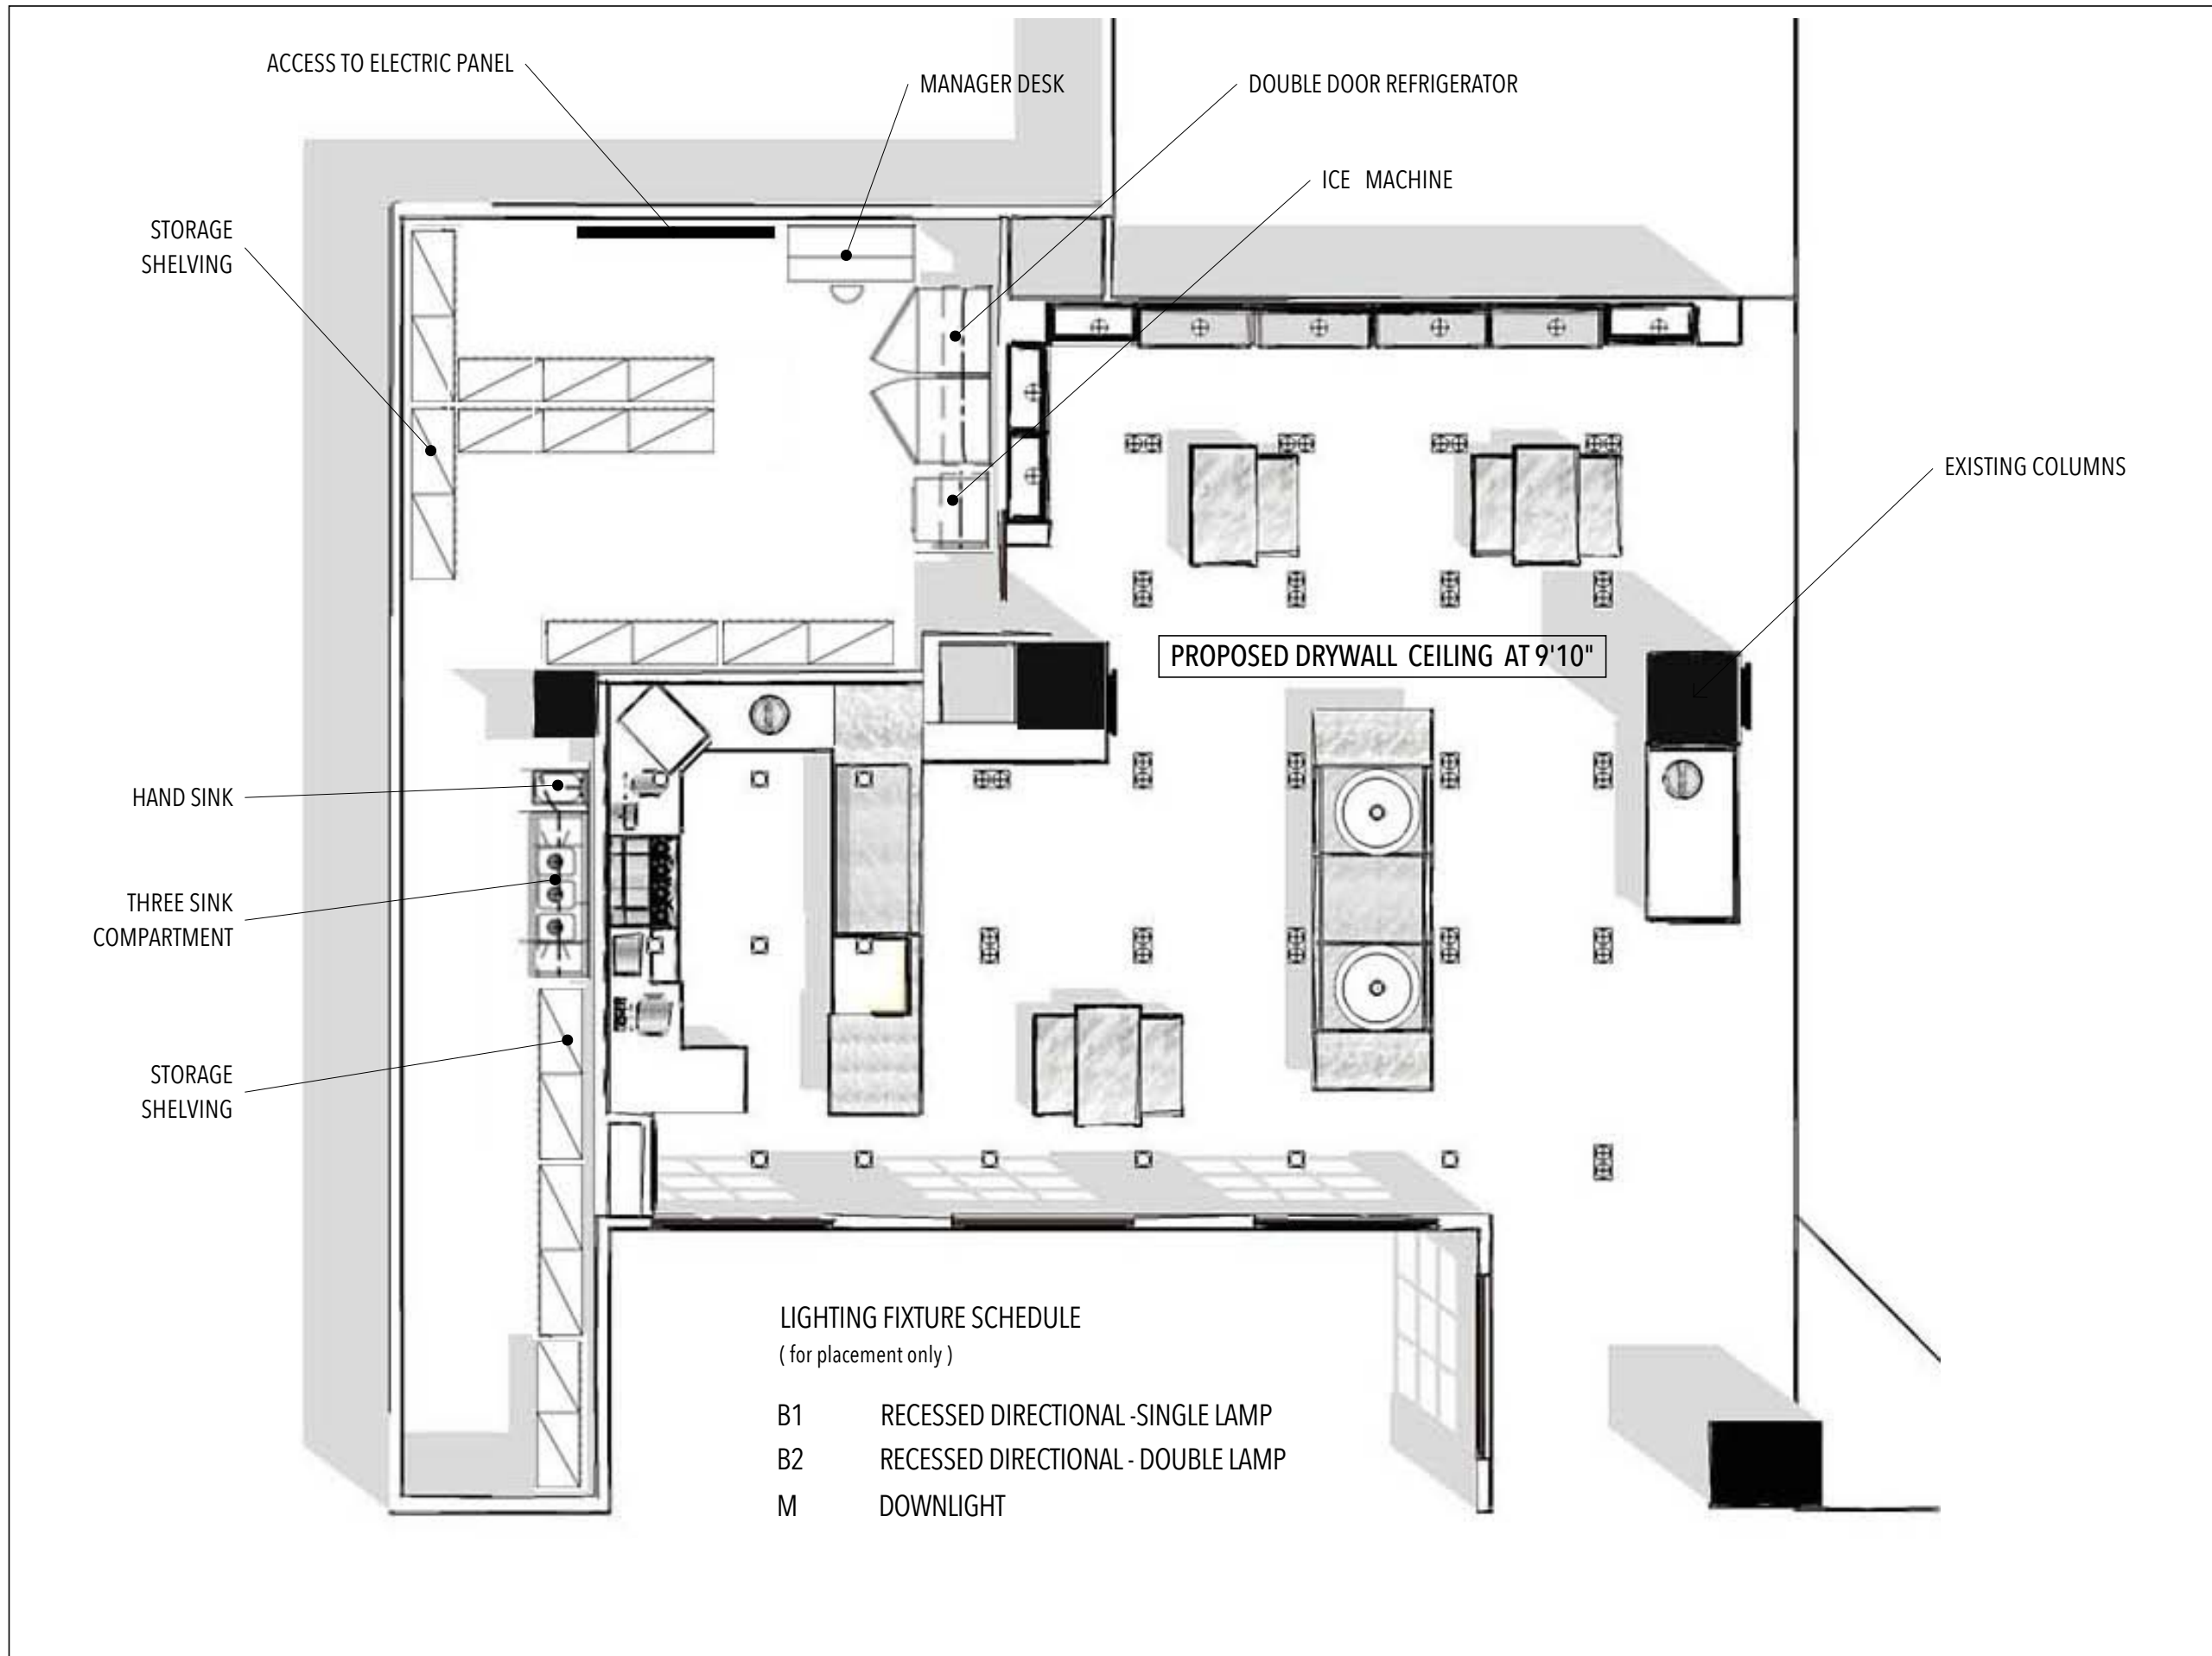 ACCESS TO ELECTRIC PANEL
MANAGER DESK
DOUBLE DOOR REFRIGERATOR
ICE MACHINE
STORAGE
SHELVING
EXISTING COLUMNS
PROPOSED DRYWALL CEILING AT 9'10"
HAND SINK
THREE SINK
COMPARTMENT
STORAGE
SHELVING
LIGHTING FIXTURE SCHEDULE
( for placement only )
B1 RECESSED DIRECTIONAL -SINGLE LAMP
B2 RECESSED DIRECTIONAL - DOUBLE LAMP
M DOWNLIGHT